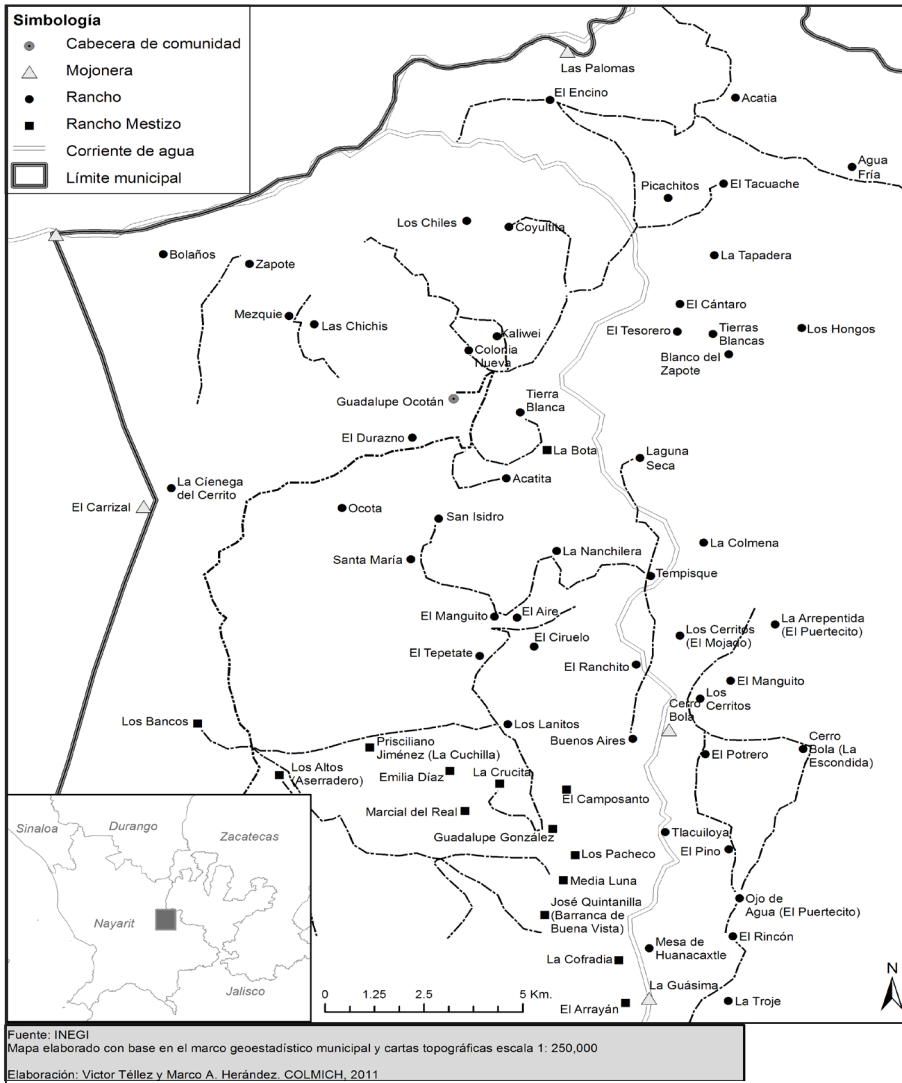 Simbología
Cabecera de comunidad
Mojonera
Rancho
Rancho Mestizo
Corriente de agua
Límite municipal
Las Palomas
El Encino
Acatia
Agua
Fría
Picachitos
El Tacuache
Los Chiles
Coyultita
Bolaños
Zapote
La Tapadera
Mezquie
Las Chichis
El Cántaro
Kaliwei
El Tesorero
Tierras
Blancas
Los Hongos
Colonia
Nueva
Blanco del
Zapote
Guadalupe Ocotán
Tierra
Blanca
El Durazno
La Bota
Laguna
Seca
La Cíenega
del Cerrito
Acatita
El Carrizal
Ocota
San Isidro
La Colmena
Santa María
La Nanchilera
Tempisque
El Manguito
El Aire
La Arrepentida
(El Puertecito)
El Ciruelo
Los Cerritos
(El Mojado)
El Tepetate
El Ranchito
El Manguito
Los
Cerritos
Los Bancos
Los Lanitos
Cerro
Bola
Buenos Aires
Prisciliano
Jiménez (La Cuchilla)
El Potrero
Cerro
Bola (La
Escondida)
Los Altos
(Aserradero)
Emilia Díaz
La Crucita
El Camposanto
Marcial del Real
Guadalupe González
Tlacuiloya
El Pino
Los Pacheco
Media Luna
José Quintanilla
(Barranca de
Buena Vista)
Ojo de
Agua (El Puertecito)
El Rincón
Mesa de
Huanacaxtle
La Cofradia
La Guásima
El Arrayán
La Troje
Sinaloa
Durango
Zacatecas
Nayarit
Jalisco
0 1.25 2.5 5 Km.
N
Fuente: INEGI
Mapa elaborado con base en el marco geoestadístico municipal y cartas topográficas escala 1: 250,000
Elaboración: Victor Téllez y Marco A. Herández. COLMICH, 2011